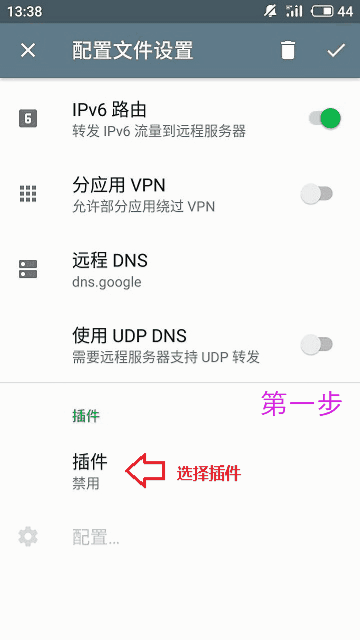 13:38
44
配置文件设置
IPv6 路由
转发 IPv6 流量到远程服务器
分应用 VPN
允许部分应用绕过 VPN
远程 DNS
dns.google
使用 UDP DNS
需要远程服务器支持 UDP 转发
第一步
插件
插件
禁用
选择插件
配置...